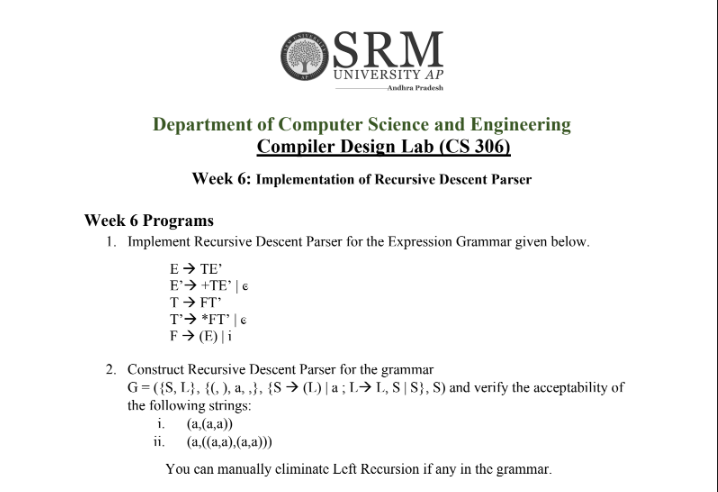 SRM
UNIVERSITY AP
Andhra Pradesh
Department of Computer Science and Engineering
Compiler Design Lab (CS 306)
Week 6: Implementation of Recursive Descent Parser
Week 6 Programs
1. Implement Recursive Descent Parser for the Expression Grammar given below.
E → TE’
E’→ +TE’ | ϵ
T → FT’
T’→ *FT’ | ϵ
F → (E) | i
2. Construct Recursive Descent Parser for the grammar
G = ({S, L}, {(, ), a, ,}, {S → (L) | a ; L→ L, S | S}, S) and verify the acceptability of
the following strings:
i. (a,(a,a))
ii. (a,((a,a),(a,a)))
You can manually eliminate Left Recursion if any in the grammar.